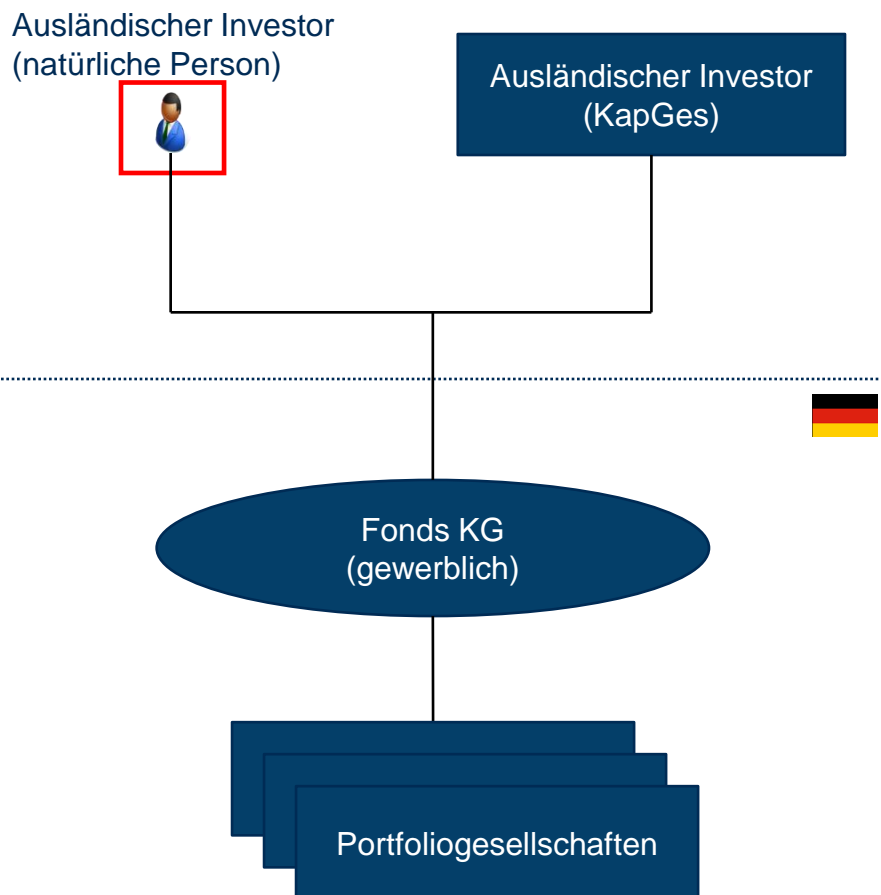 Ausländischer Investor
(natürliche Person)
Ausländischer Investor
(KapGes)
Fonds KG
(gewerblich)
Portfoliogesellschaften